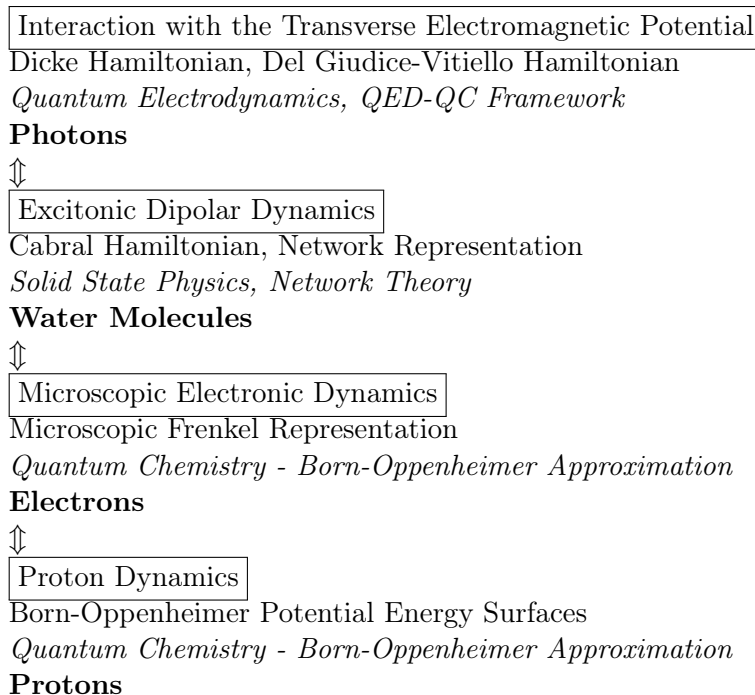 Interaction with the Transverse Electromagnetic Potential
Dicke Hamiltonian, Del Giudice-Vitiello Hamiltonian
Quantum Electrodynamics, QED-QC Framework
Photons
⇕
Excitonic Dipolar Dynamics
Cabral Hamiltonian, Network Representation
Solid State Physics, Network Theory
Water Molecules
⇕
Microscopic Electronic Dynamics
Microscopic Frenkel Representation
Quantum Chemistry - Born-Oppenheimer Approximation
Electrons
⇕
Proton Dynamics
Born-Oppenheimer Potential Energy Surfaces
Quantum Chemistry - Born-Oppenheimer Approximation
Protons